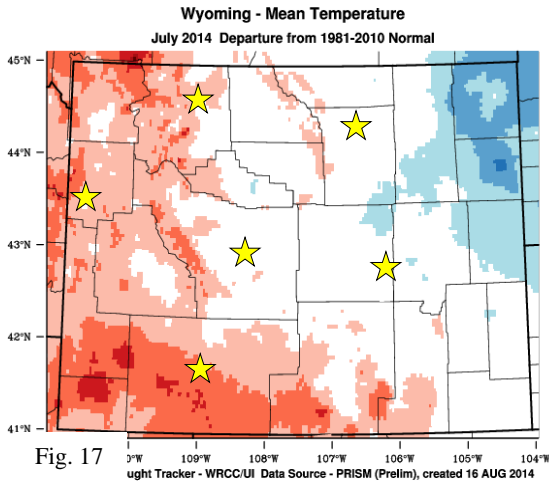 Wyoming - Mean Temperature
July 2014 Departure from 1981-2010 Normal
45°N
44°N
43°N
42°N
41°N
109°W
108°W
107°W
106°W
105°W
Fig. 17
ught Tracker - WRCC/UI Data Source - PRISM (Prelim), created 16 AUG 2014